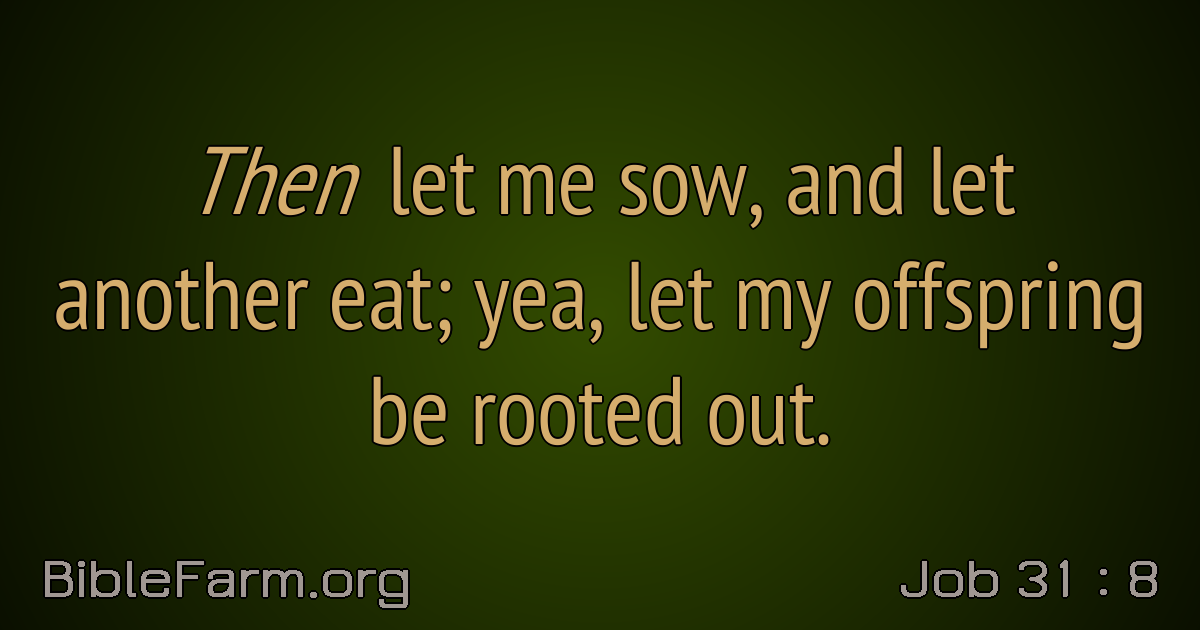 Then let me sow, and let
another eat; yea, let my offspring
be rooted out.
BibleFarm.org
Job 31 : 8